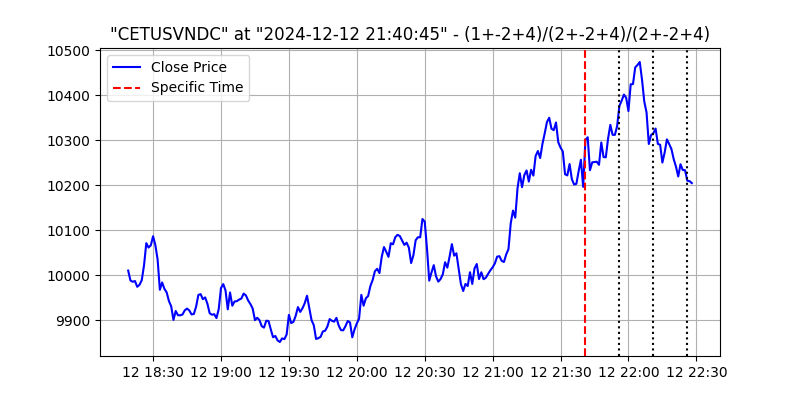 "CETUSVNDC" at "2024-12-12 21:40:45" - (1+-2+4)/(2+-2+4)/(2+-2+4)
Close Price
Specific Time
10500
10400
10300
10200
10100
10000
9900
12 18:30 12 19:00 12 19:30 12 20:00 12 20:30 12 21:00 12 21:30 12 22:00 12 22:30